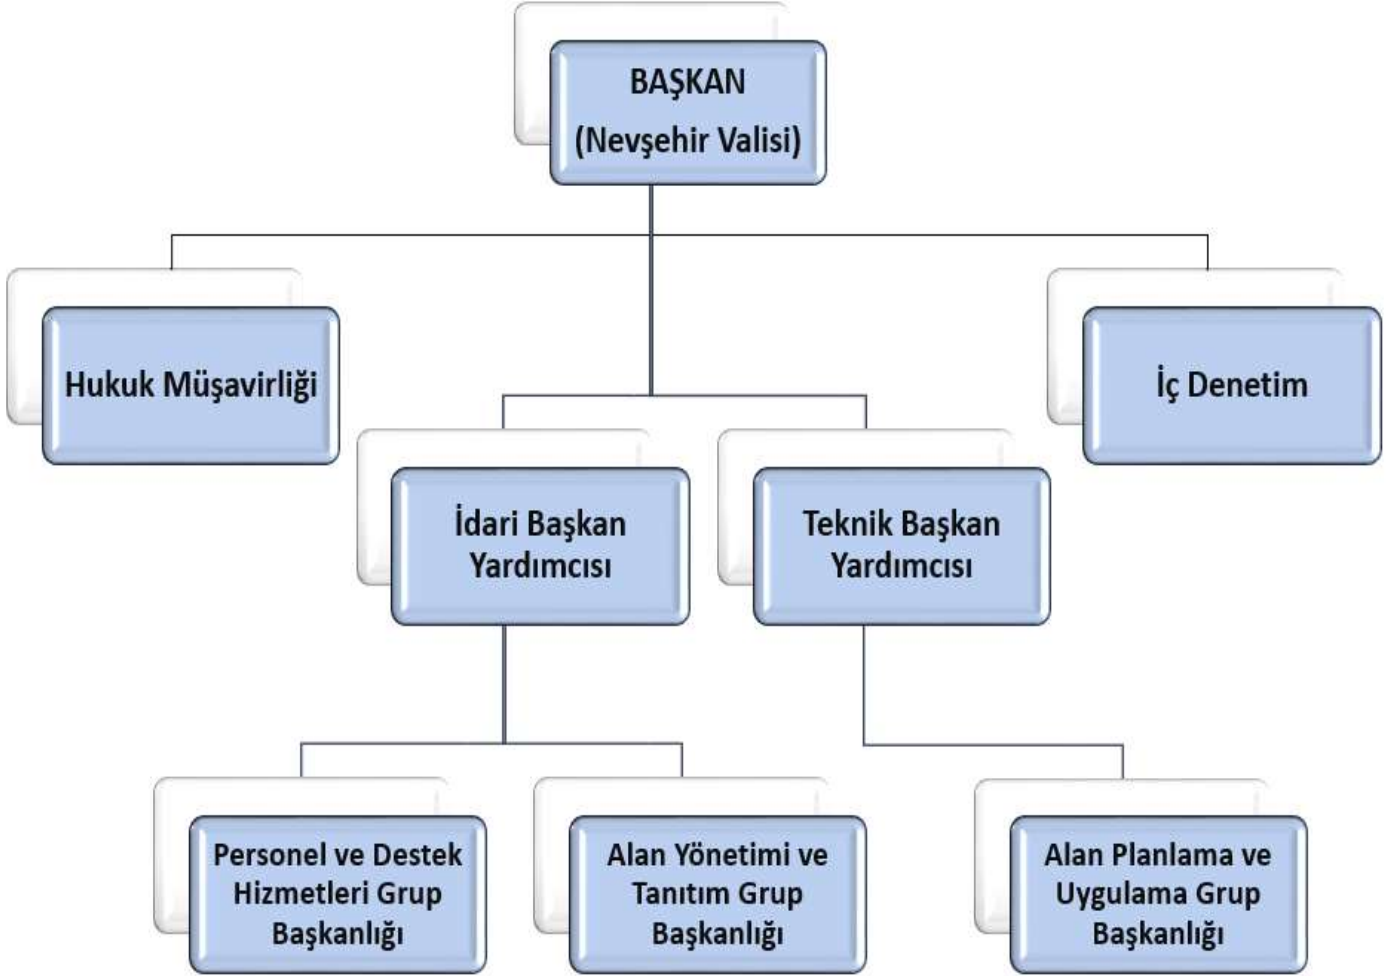 BAŞKAN
(Nevşehir Valisi)
Hukuk Müşavirliği
İç Denetim
İdari Başkan
Yardımcısı
Teknik Başkan
Yardımcısı
Personel ve Destek
Hizmetleri Grup
Başkanlığı
Alan Yönetimi ve
Tanıtım Grup
Başkanlığı
Alan Planlama ve
Uygulama Grup
Başkanlığı